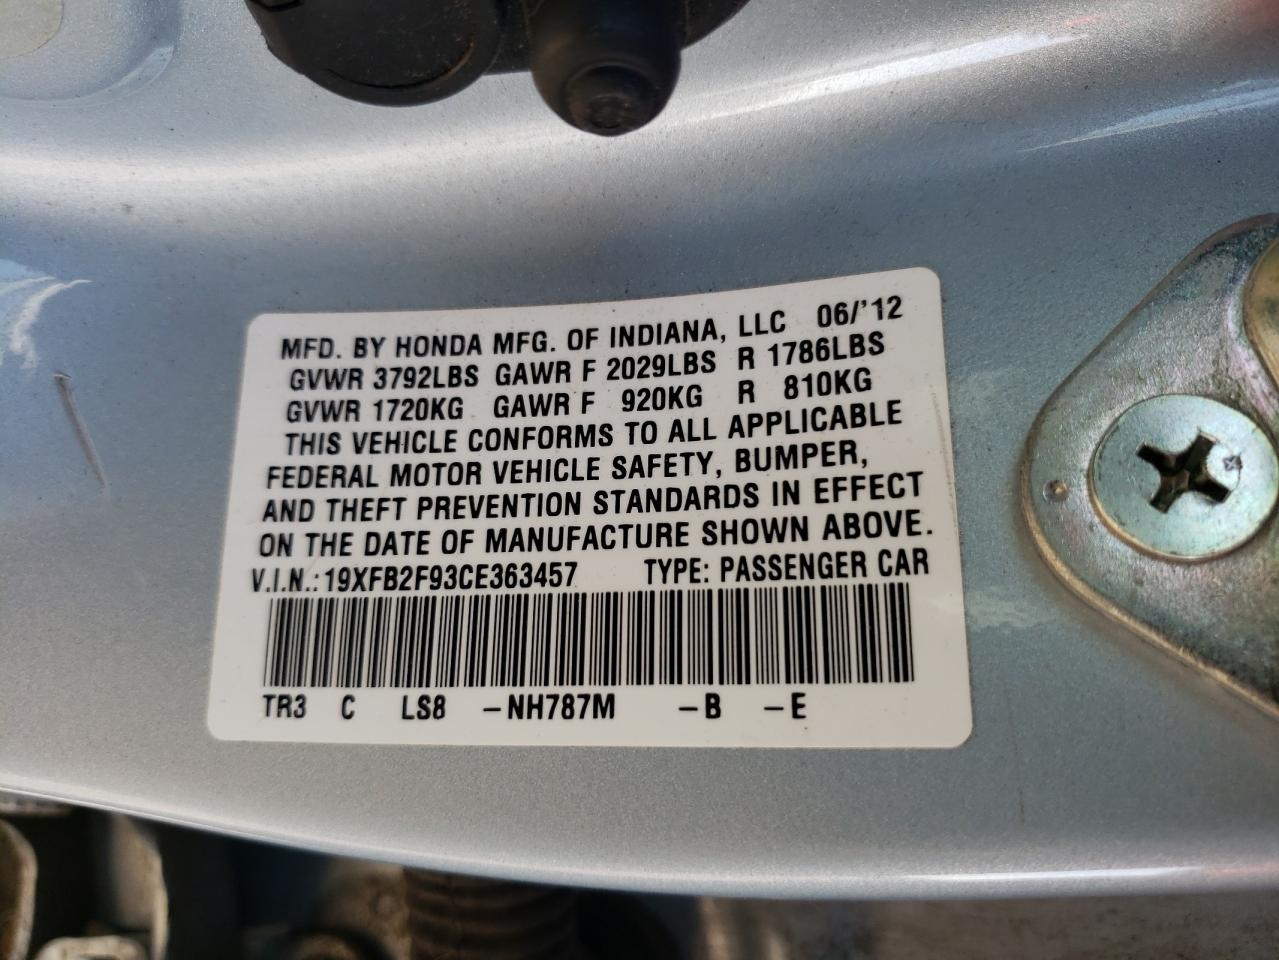 MFD. BY HONDA MFG. OF INDIANA, LLC 06/'12
GVWR 3792LBS GAWR F 2029LBS R 1786LBS
GVWR 1720KG GAWR F 920KG R 810KG
THIS VEHICLE CONFORMS TO ALL APPLICABLE
FEDERAL MOTOR VEHICLE SAFETY, BUMPER,
AND THEFT PREVENTION STANDARDS IN EFFECT
ON THE DATE OF MANUFACTURE SHOWN ABOVE.
V.I.N.: 19XFB2F93CE363457 TYPE: PASSENGER CAR
TR3 C LS8 -NH787M -B -E